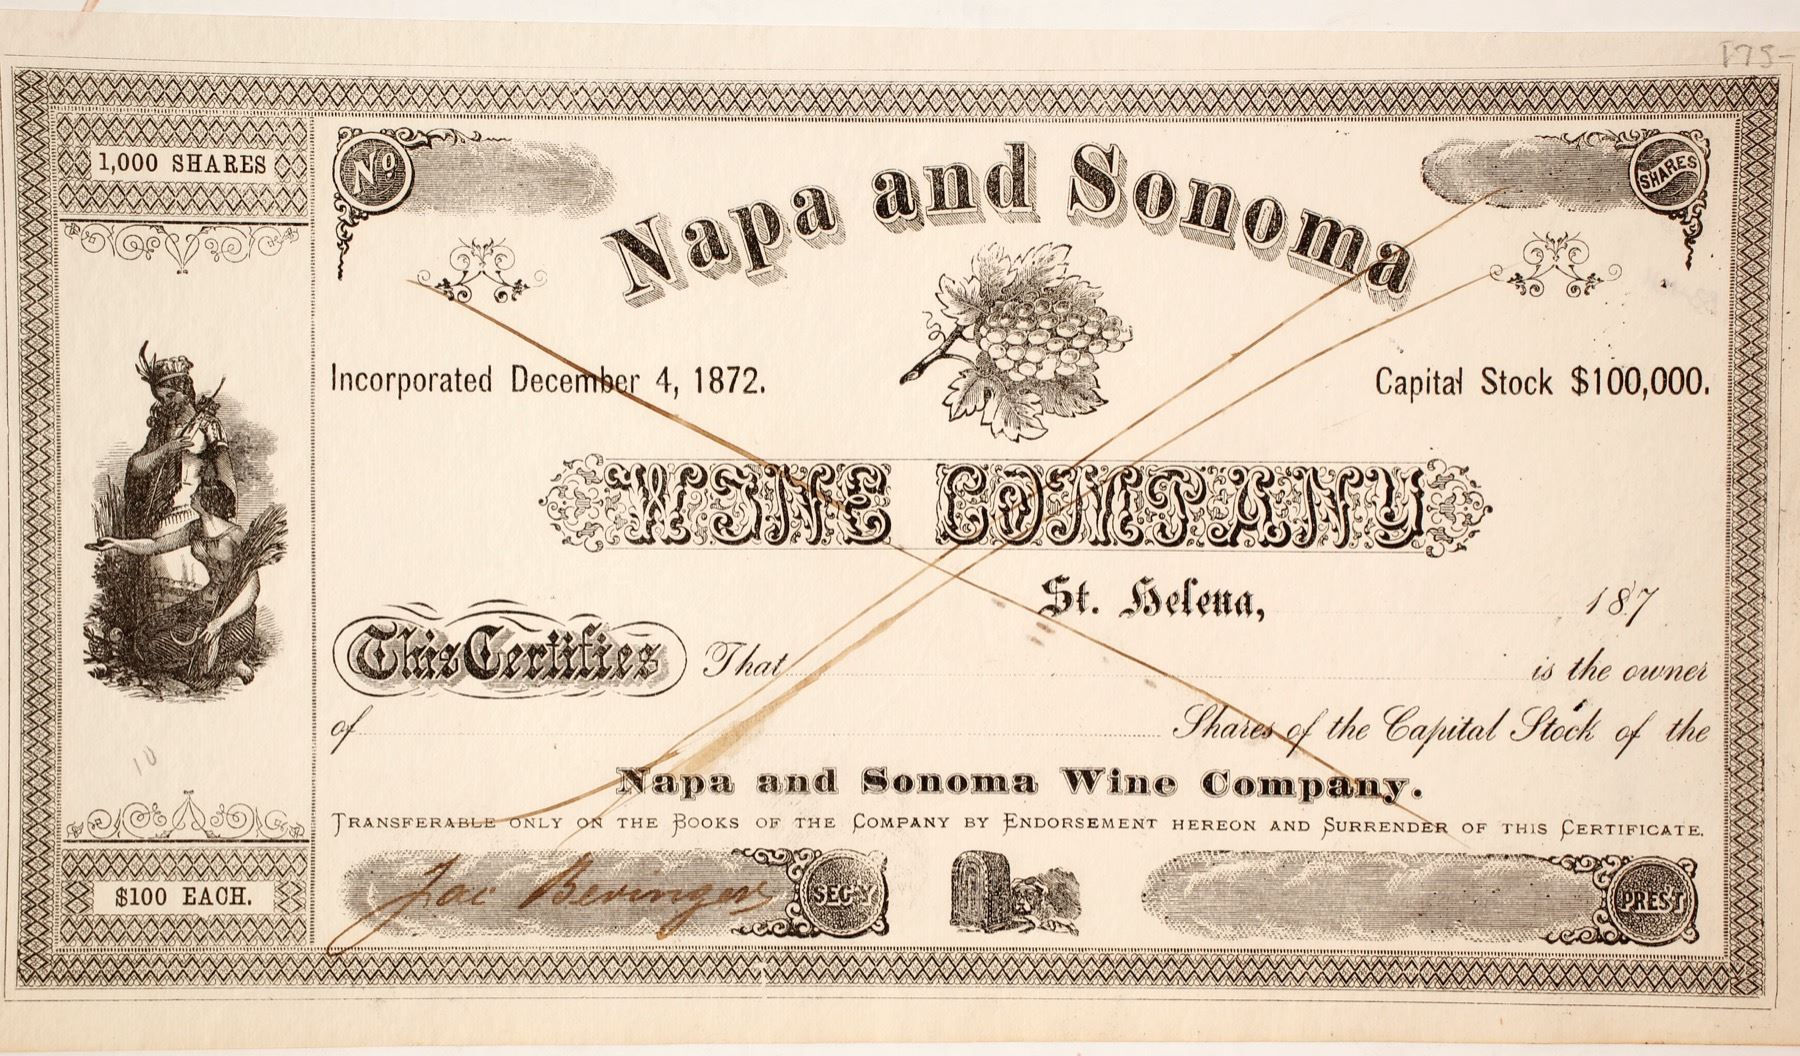 175-
1,000 SHARES
No
SHARES
Napa and Sonoma
Incorporated December 4, 1872.
Capital Stock $100,000.
WINE COMPANY
St. Helena, 187
This Certifies That is the owner
of Shares of the Capital Stock of the
10
Napa and Sonoma Wine Company.
TRANSFERABLE ONLY ON THE BOOKS OF THE COMPANY BY ENDORSEMENT HEREON AND SURRENDER OF THIS CERTIFICATE.
$100 EACH.
Jac Beringer
SEC'Y
PREST